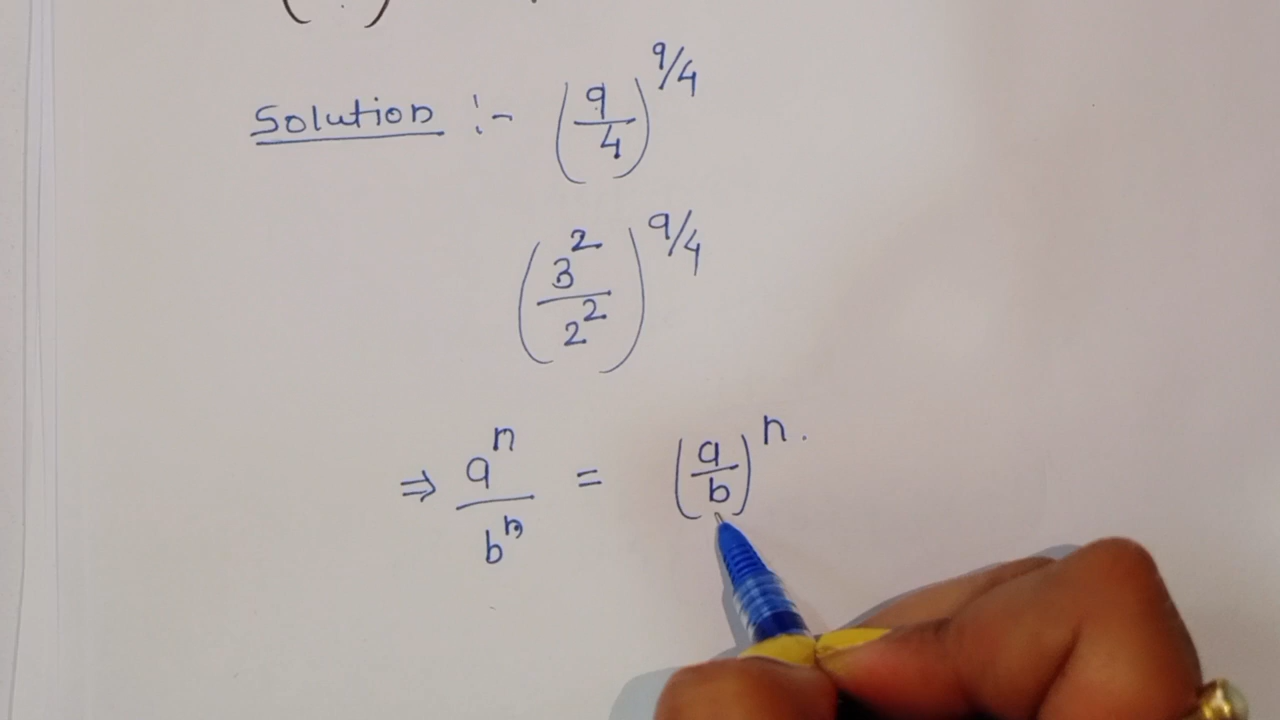 Solution :- (9/4)^9/4
(3^2/2^2)^9/4
⇒ a^n/b^n = (a/b)^n.